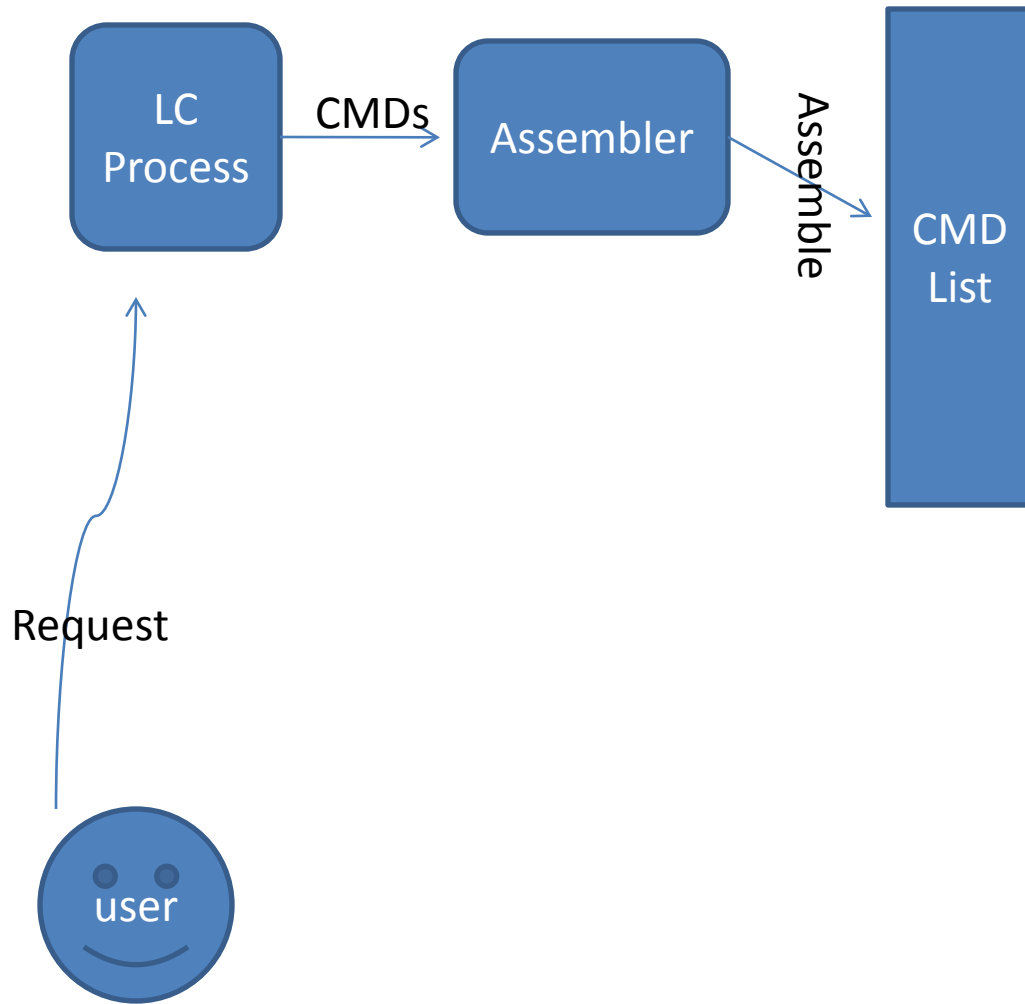 LC
Process
CMDs
Assembler
Assemble
CMD
List
Request
user